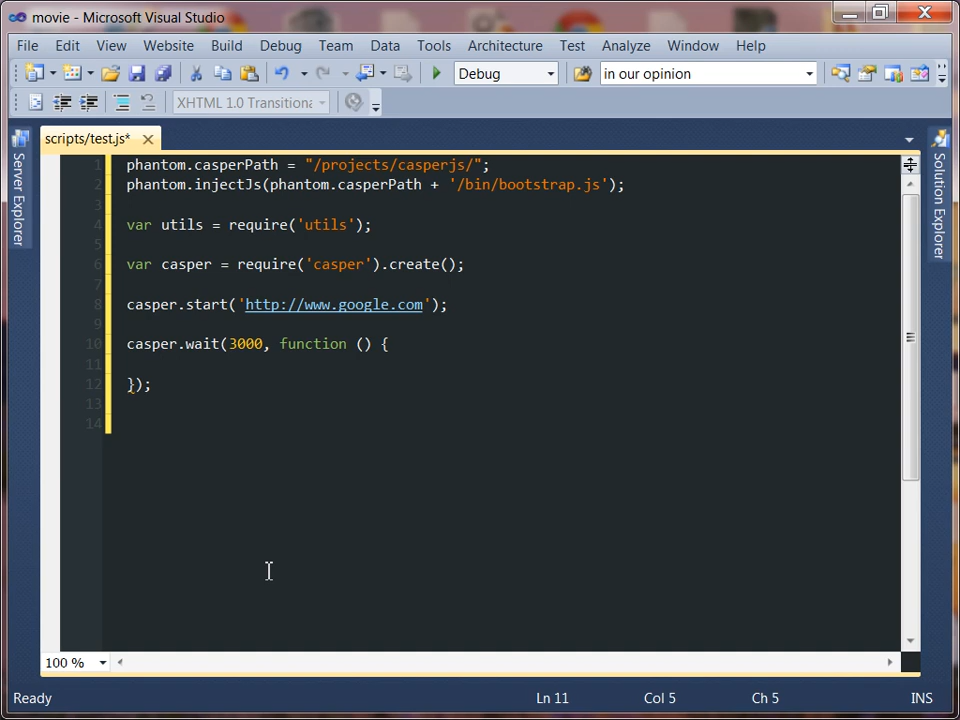 movie - Microsoft Visual Studio
File Edit View Website Build Debug Team Data Tools Architecture Test Analyze Window Help
Debug in our opinion
XHTML 1.0 Transitiona
scripts/test.js*
Server Explorer
Solution Explorer
1 phantom.casperPath = "/projects/casperjs/";
2 phantom.injectJs(phantom.casperPath + '/bin/bootstrap.js');
3
4 var utils = require('utils');
5
6 var casper = require('casper').create();
7
8 casper.start('http://www.google.com');
9
10 casper.wait(3000, function () {
11
12 });
13
14
100 %
Ready Ln 11 Col 5 Ch 5 INS